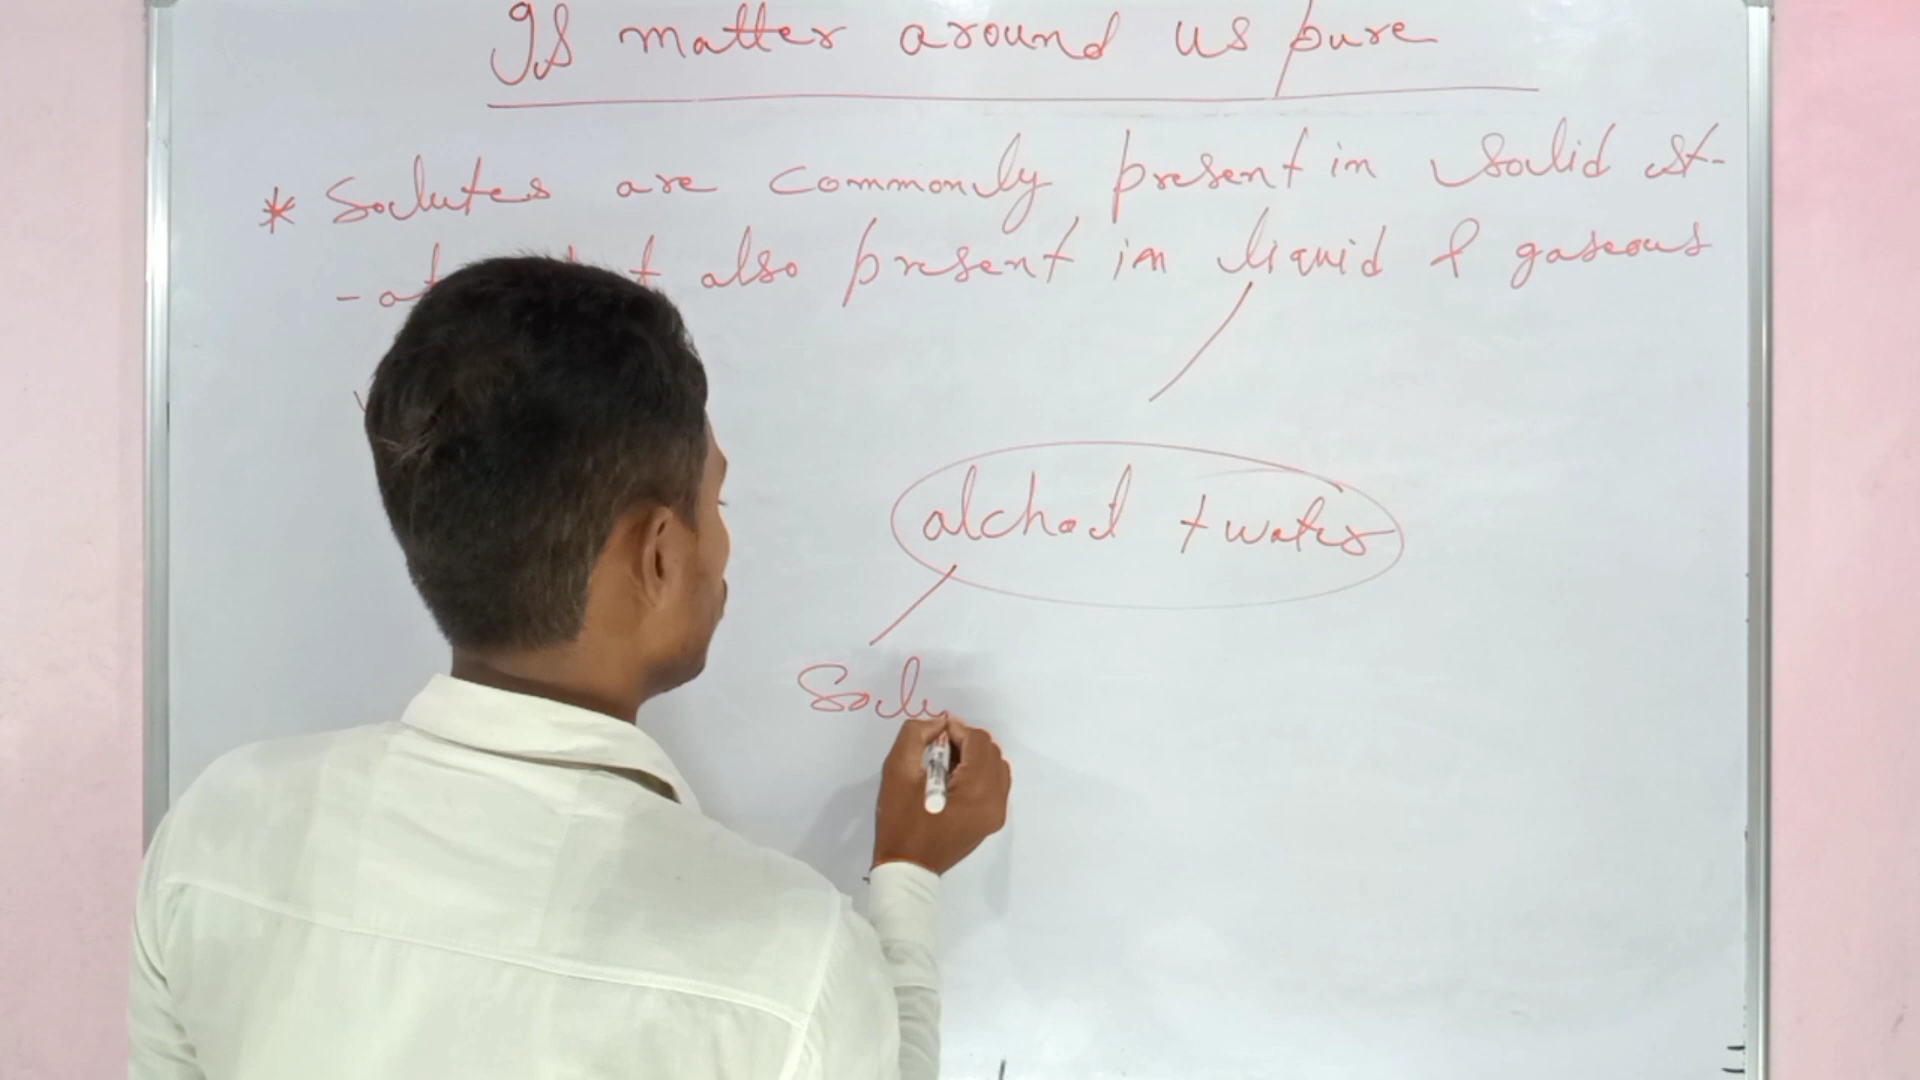 Is matter around us pure
* Solutes are commonly present in solid st-
also present in liquid & gaseous
alchol + water
Solu